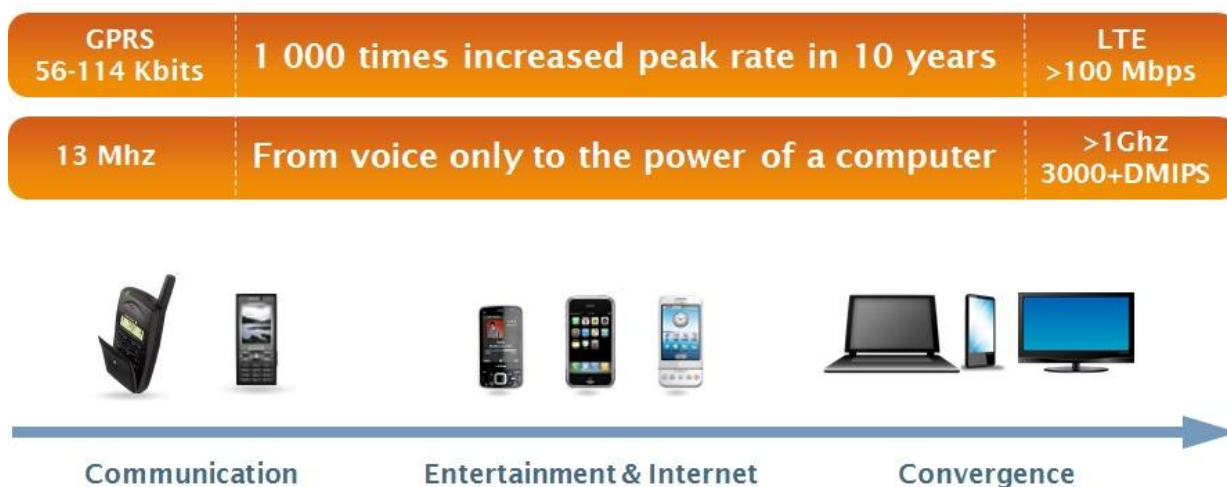 GPRS
56-114 Kbits
1 000 times increased peak rate in 10 years
LTE
>100 Mbps
13 Mhz
From voice only to the power of a computer
>1Ghz
3000+DMIPS
Communication
Entertainment & Internet
Convergence